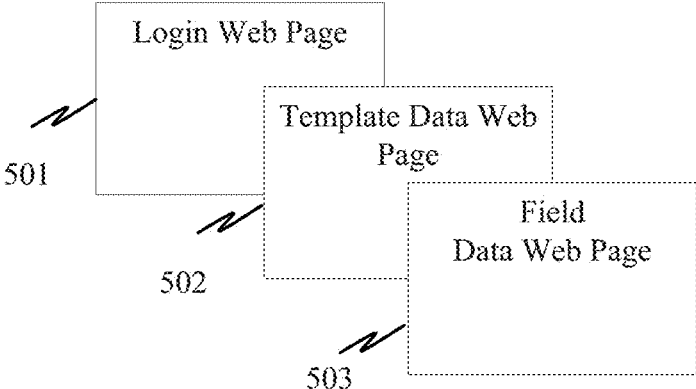 Login Web Page
501
Template Data Web
Page
502
Field
Data Web Page
503